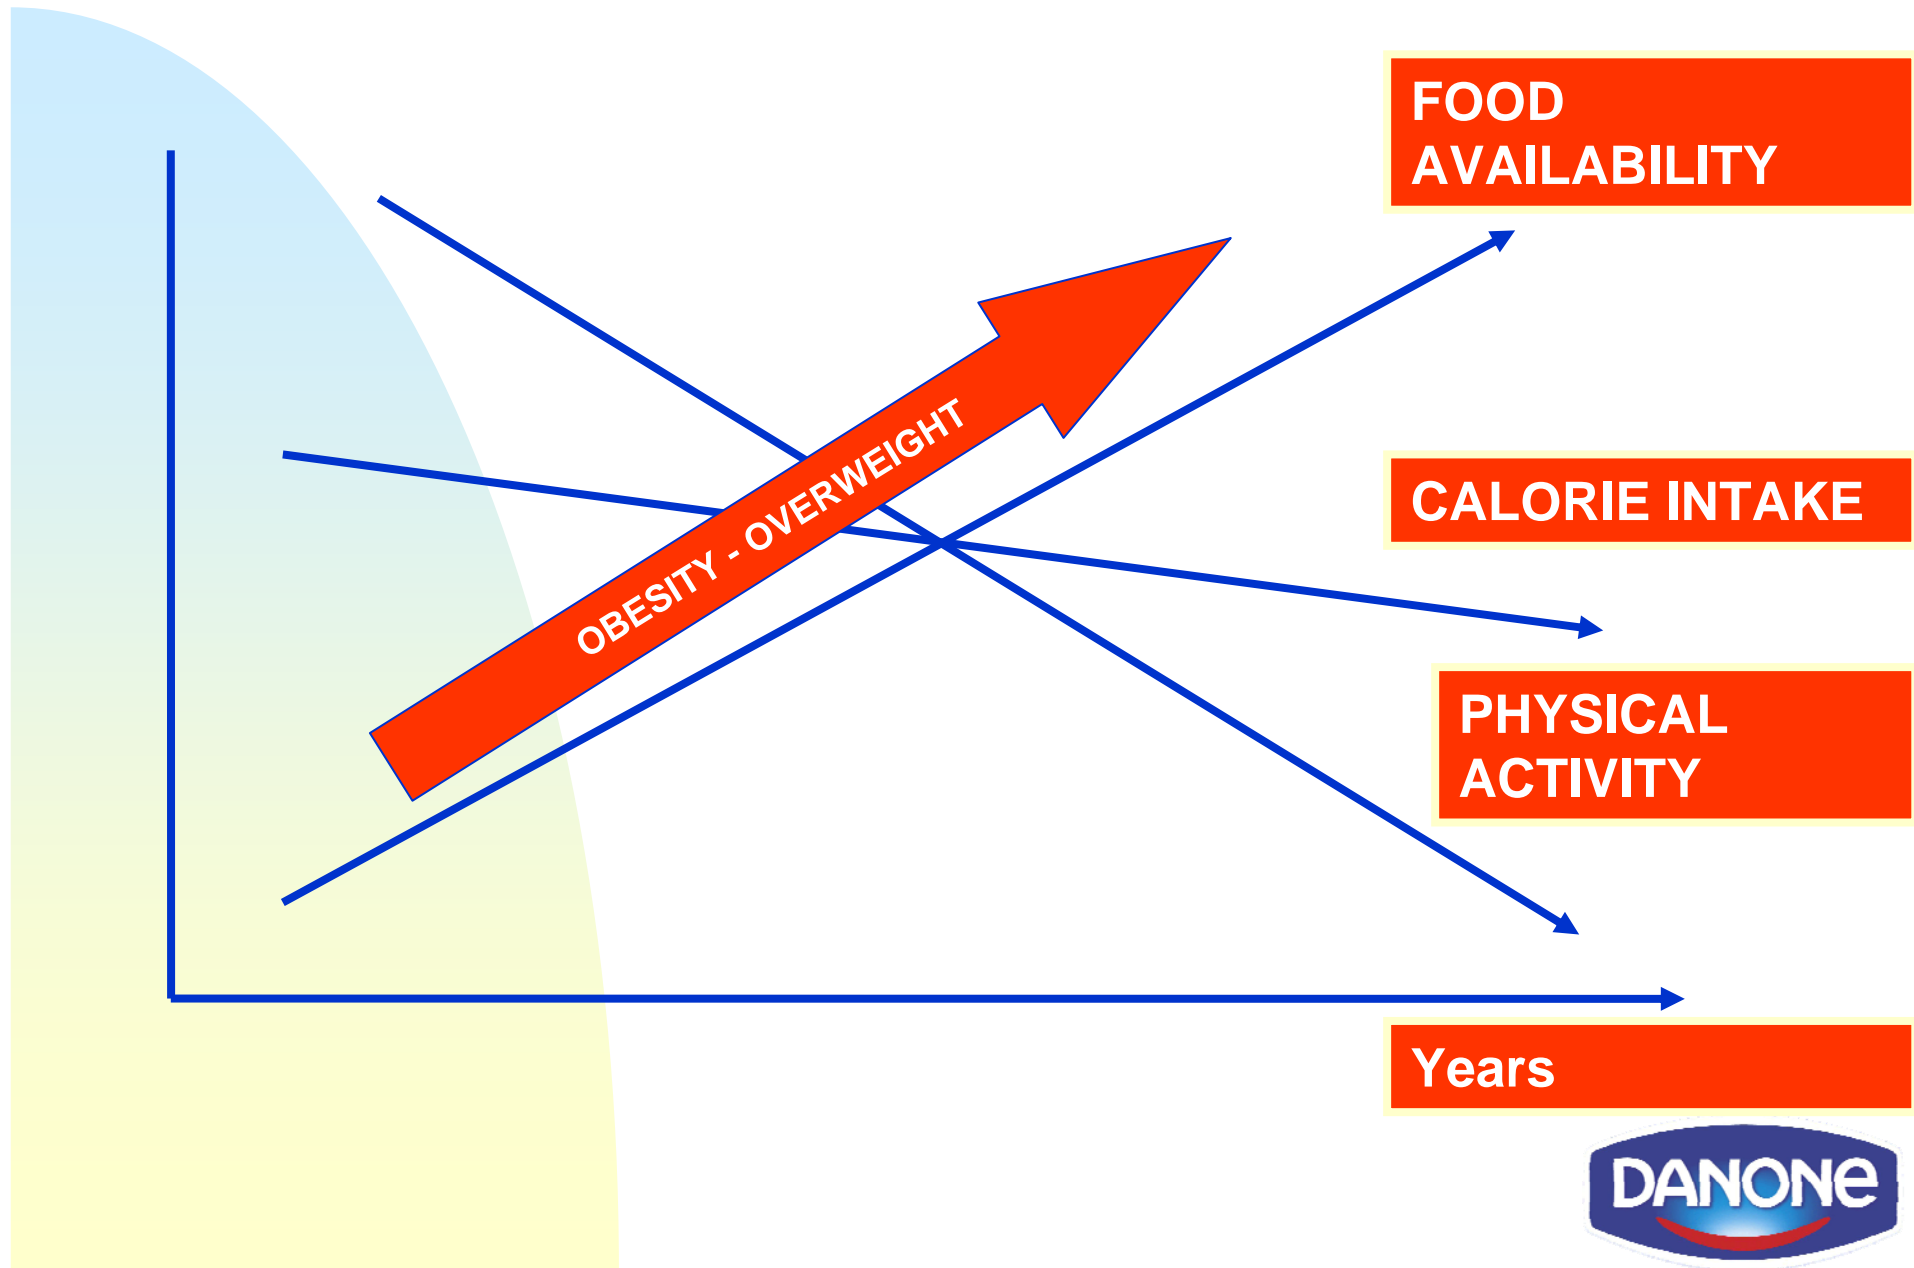 FOOD
AVAILABILITY
OBESITY - OVERWEIGHT
CALORIE INTAKE
PHYSICAL
ACTIVITY
Years
DANONe